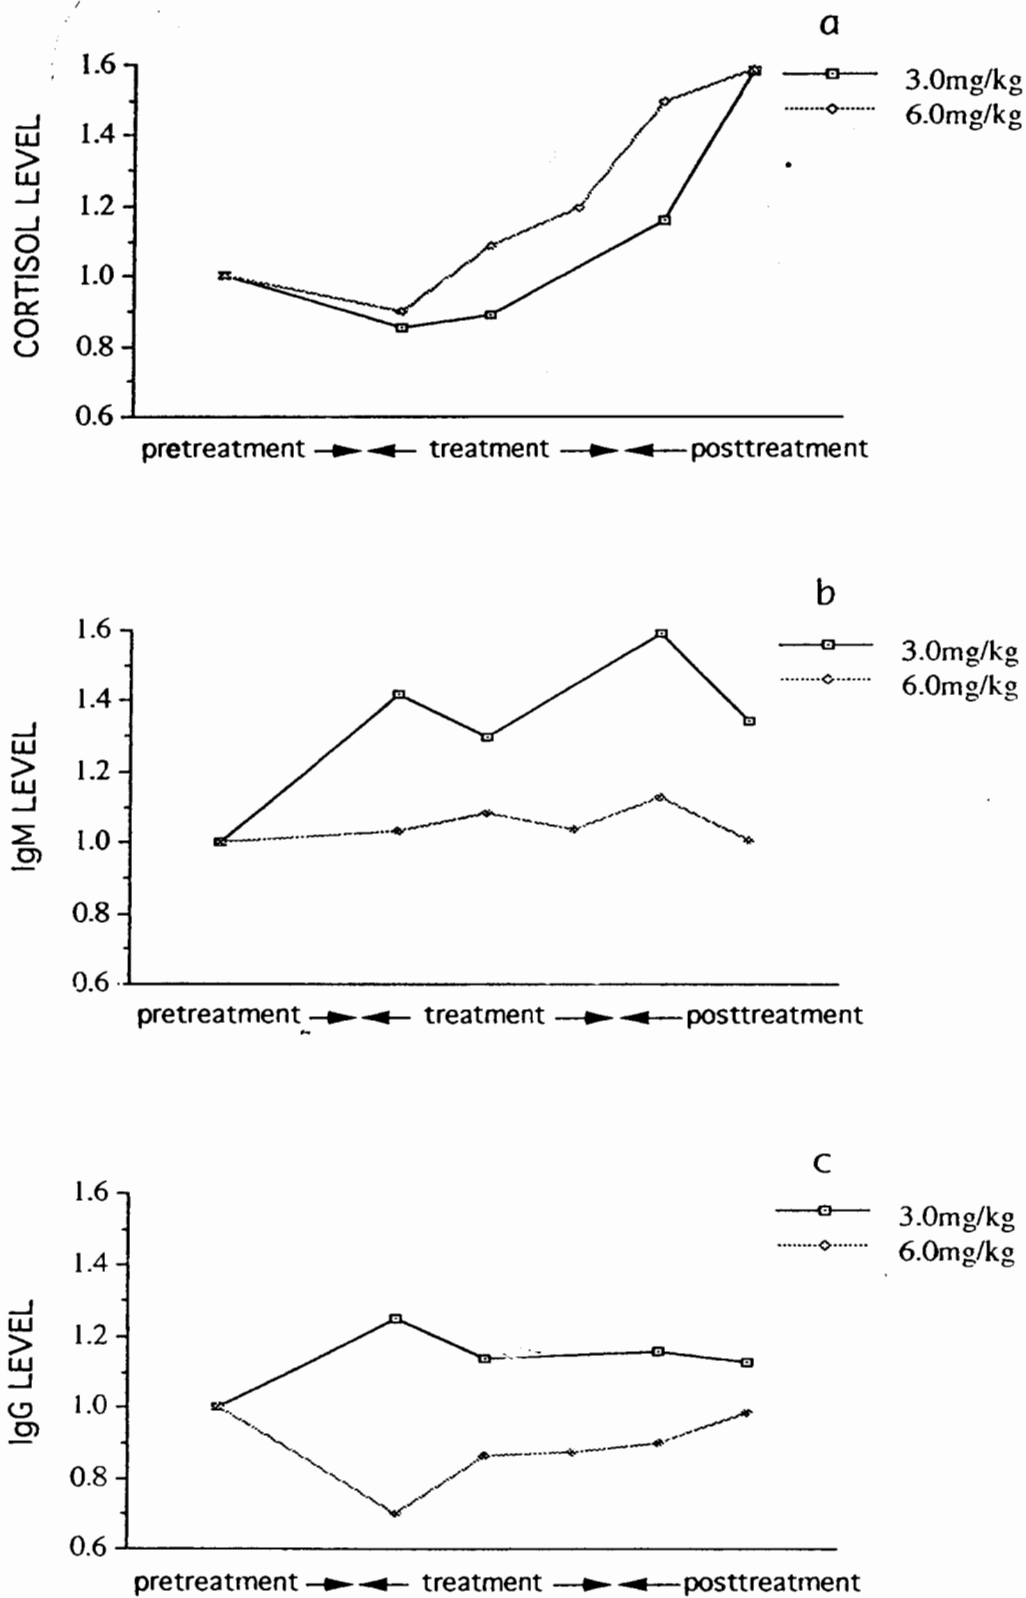 a
3.0mg/kg
6.0mg/kg
CORTISOL LEVEL
1.6
1.4
1.2
1.0
0.8
0.6
pretreatment treatment posttreatment
b
3.0mg/kg
6.0mg/kg
IgM LEVEL
1.6
1.4
1.2
1.0
0.8
0.6
pretreatment treatment posttreatment
c
3.0mg/kg
6.0mg/kg
IgG LEVEL
1.6
1.4
1.2
1.0
0.8
0.6
pretreatment treatment posttreatment